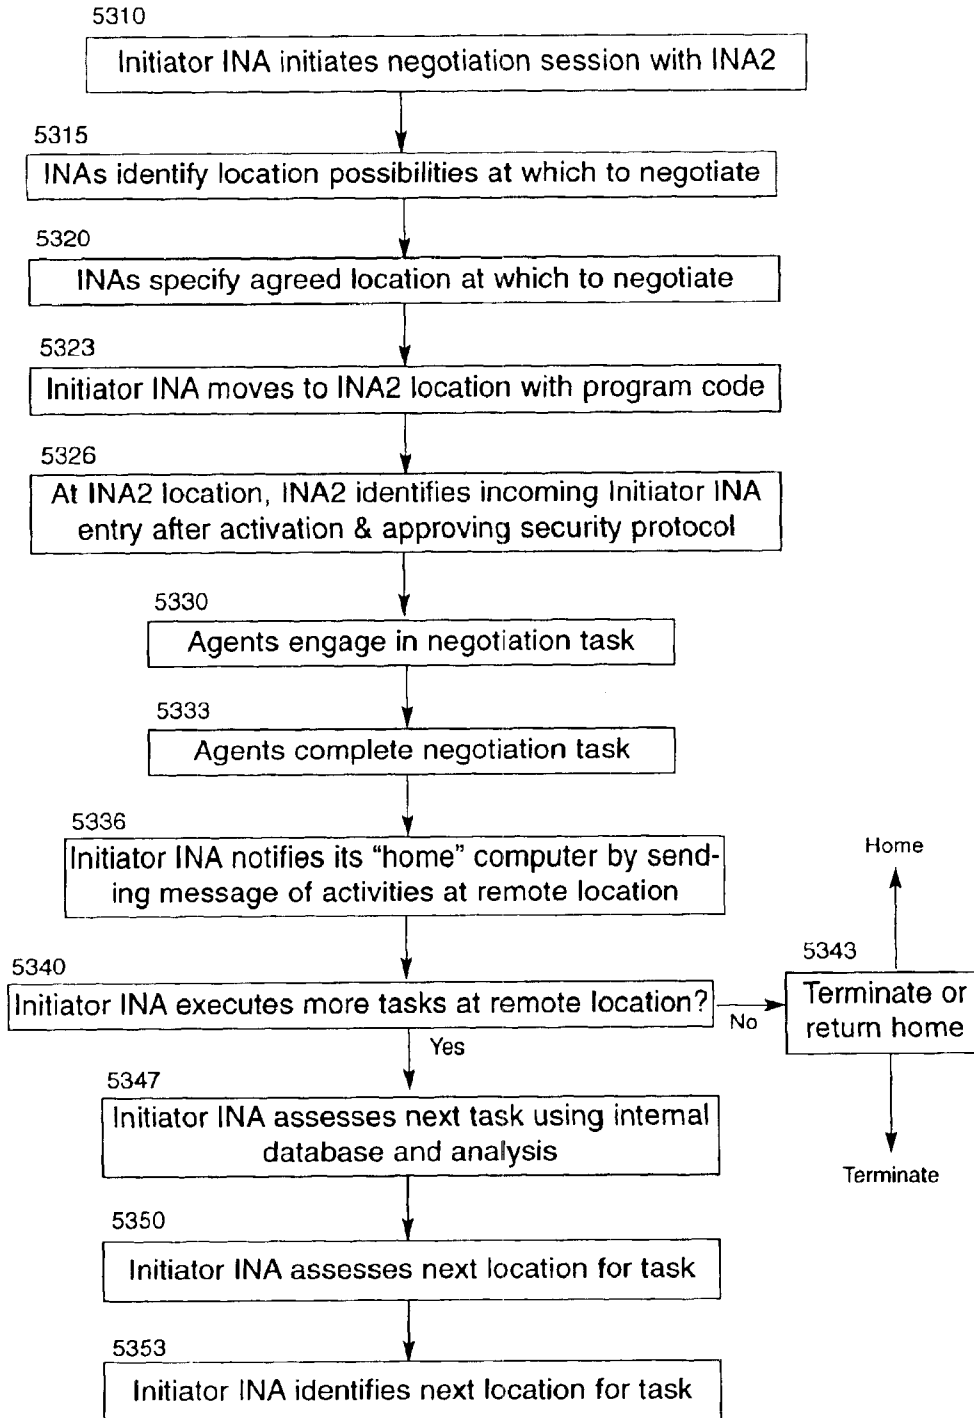 5310
Initiator INA initiates negotiation session with INA2
5315
INAs identify location possibilities at which to negotiate
5320
INAs specify agreed location at which to negotiate
5323
Initiator INA moves to INA2 location with program code
5326
At INA2 location, INA2 identifies incoming Initiator INA
entry after activation & approving security protocol
5330
Agents engage in negotiation task
5333
Agents complete negotiation task
5336
Initiator INA notifies its “home” computer by send-
ing message of activities at remote location
5340
Initiator INA executes more tasks at remote location?
No
Yes
Home
5343
Terminate or
return home
Terminate
5347
Initiator INA assesses next task using internal
database and analysis
5350
Initiator INA assesses next location for task
5353
Initiator INA identifies next location for task